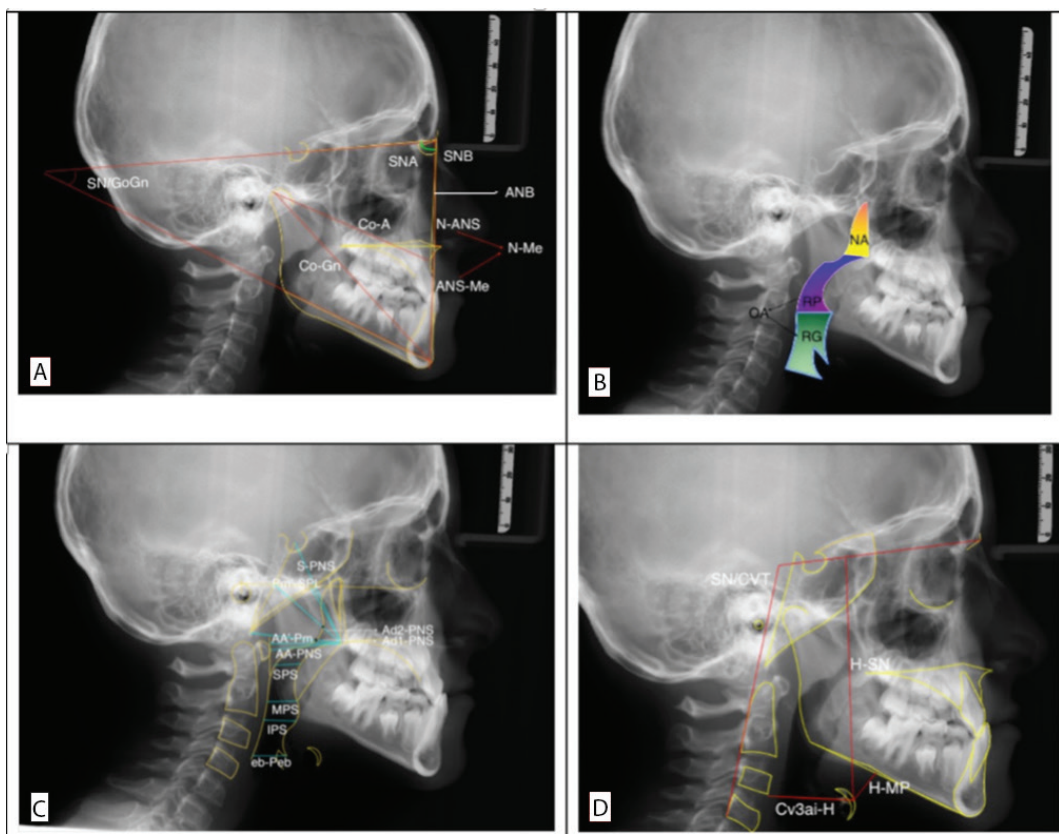 SNA
SNB
SN/GoGn
ANB
Co-A
N-ANS
N-Me
Co-Gn
ANS-Me
A
NA
RP
OA
RG
B
S-PNS
Ad2-PNS
AA'-Pm
Ad1-PNS
AA-PNS
SPS
MPS
IPS
eb-Peb
C
SN/CVT
H-SN
H-MP
Cv3ai-H
D